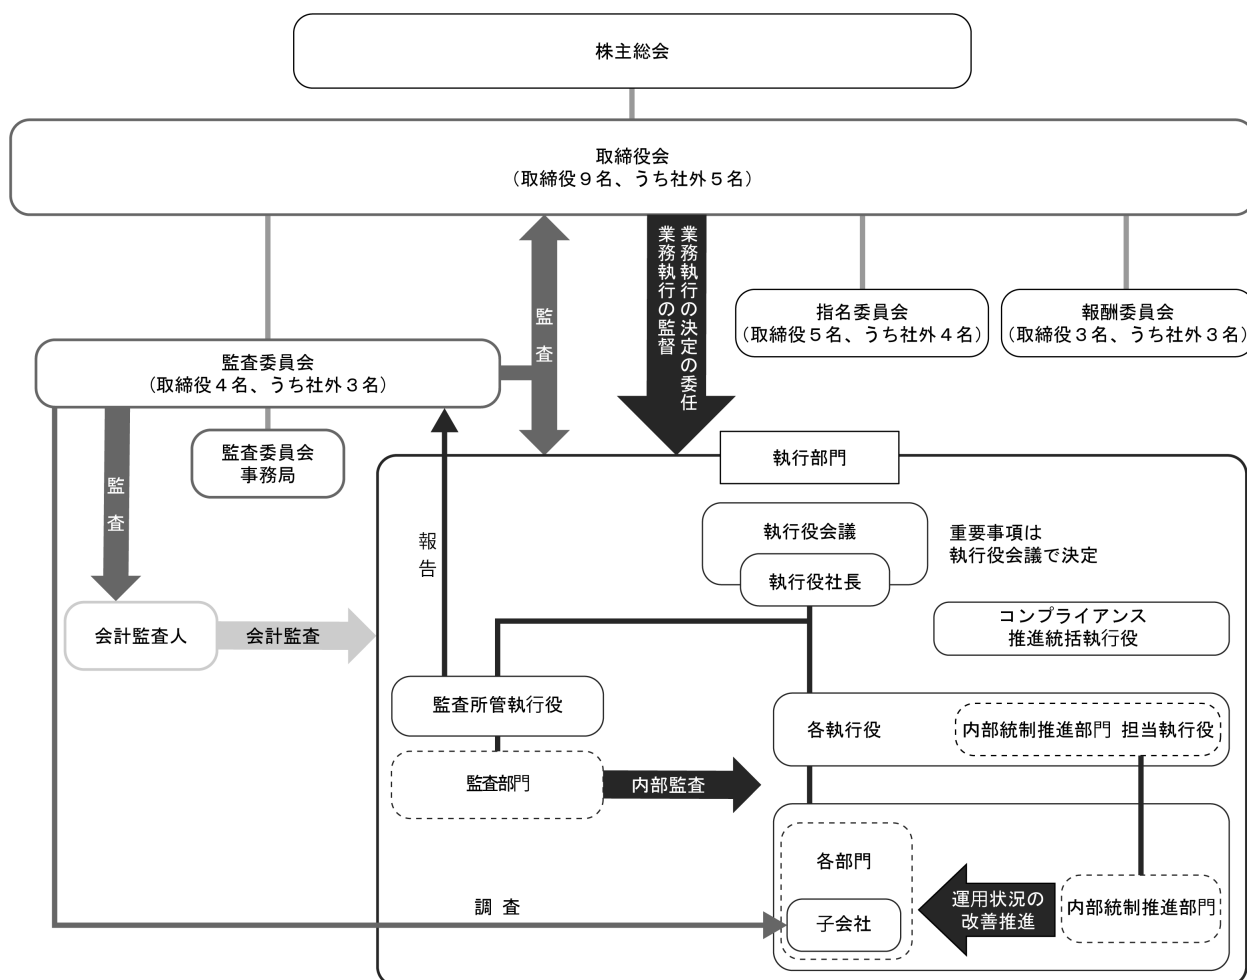 株主総会
取締役会
（取締役９名、うち社外５名）
監査
業務執行の決定の委任
業務執行の監督
指名委員会
（取締役５名、うち社外４名）
報酬委員会
（取締役３名、うち社外３名）
監査委員会
（取締役４名、うち社外３名）
監査委員会
事務局
監査
報告
執行部門
執行役会議
執行役社長
重要事項は
執行役会議で決定
会計監査人
会計監査
コンプライアンス
推進統括執行役
監査所管執行役
各執行役
内部統制推進部門 担当執行役
監査部門
内部監査
各部門
子会社
運用状況の
改善推進
内部統制推進部門
調 査